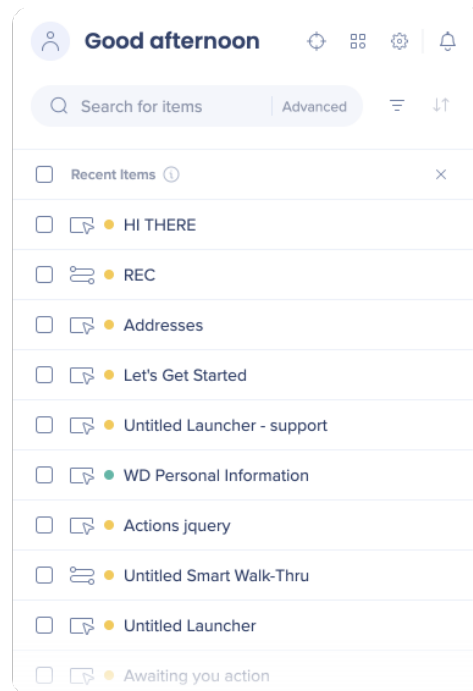 Good afternoon
Search for items Advanced
Recent Items
HI THERE
REC
Addresses
Let's Get Started
Untitled Launcher - support
WD Personal Information
Actions jquery
Untitled Smart Walk-Thru
Untitled Launcher
Awaiting you action